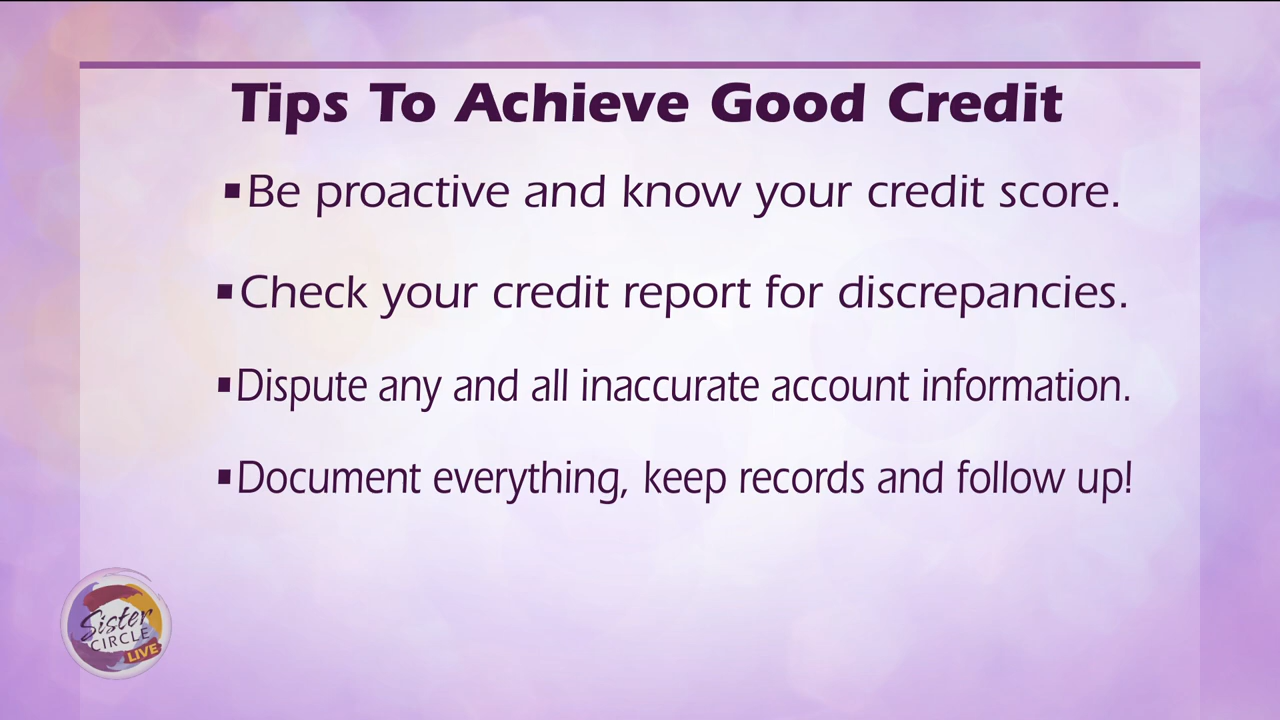 Tips To Achieve Good Credit
▪Be proactive and know your credit score.
▪Check your credit report for discrepancies.
▪Dispute any and all inaccurate account information.
▪Document everything, keep records and follow up!
Sister
CIRCLE
LIVE